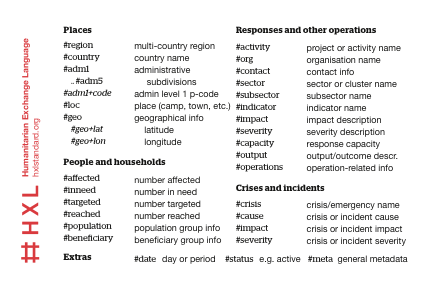 #HXL
Humanitarian Exchange Language
hxlstandard.org
Places
#region multi-country region
#country country name
#adm1 administrative
...#adm5 subdivisions
#adm1+code admin level 1 p-code
#loc place (camp, town, etc.)
#geo geographical info
#geo+lat latitude
#geo+lon longitude
People and households
#affected number affected
#inneed number in need
#targeted number targeted
#reached number reached
#population population group info
#beneficiary beneficiary group info
Responses and other operations
#activity project or activity name
#org organisation name
#contact contact info
#sector sector or cluster name
#subsector subsector name
#indicator indicator name
#impact impact description
#severity severity description
#capacity response capacity
#output output/outcome descr.
#operations operation-related info
Crises and incidents
#crisis crisis/emergency name
#cause crisis or incident cause
#impact crisis or incident impact
#severity crisis or incident severity
Extras #date day or period #status e.g. active #meta general metadata